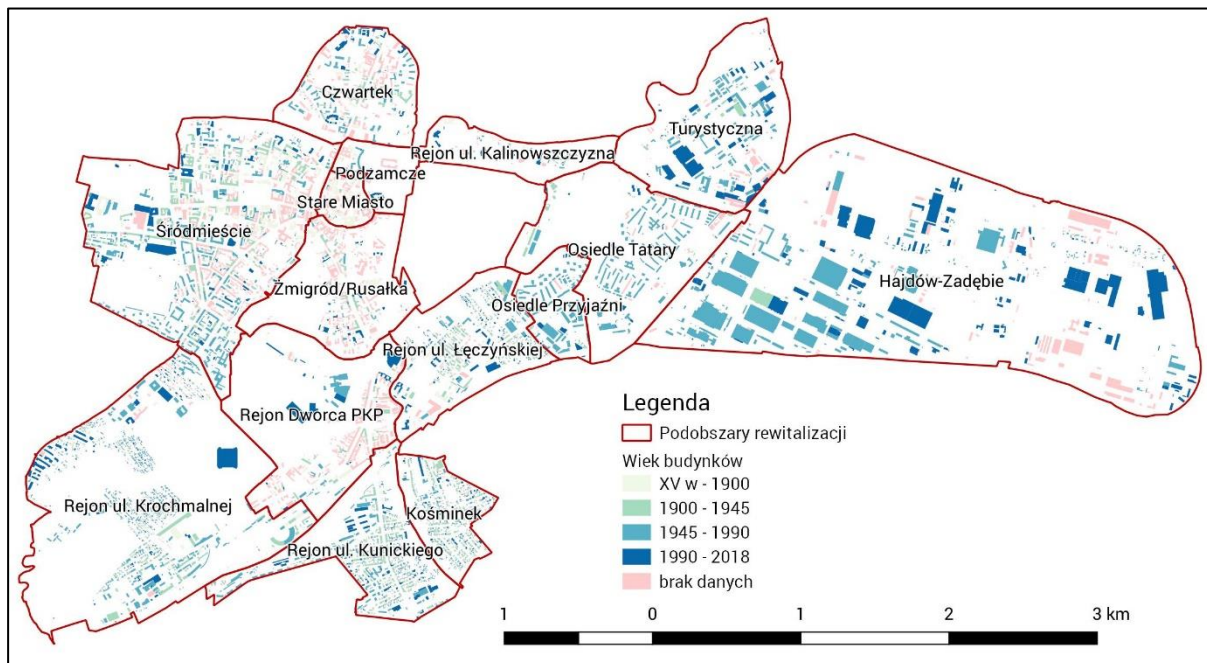 Czwartek
Turystyczna
Rejon ul. Kalinowszczyzna
Podzamcze
Stare Miasto
Śródmieście
Osiedle Tatary
Hajdów-Zadębie
Żmigród/Rusałka
Osiedle Przyjaźni
Rejon ul. Łęczyńskiej
Rejon Dworca PKP
Rejon ul. Krochmalnej
Kośminek
Rejon ul. Kunickiego
Legenda
Podobszary rewitalizacji
Wiek budynków
XV w - 1900
1900 - 1945
1945 - 1990
1990 - 2018
brak danych
1 0 1 2 3 km